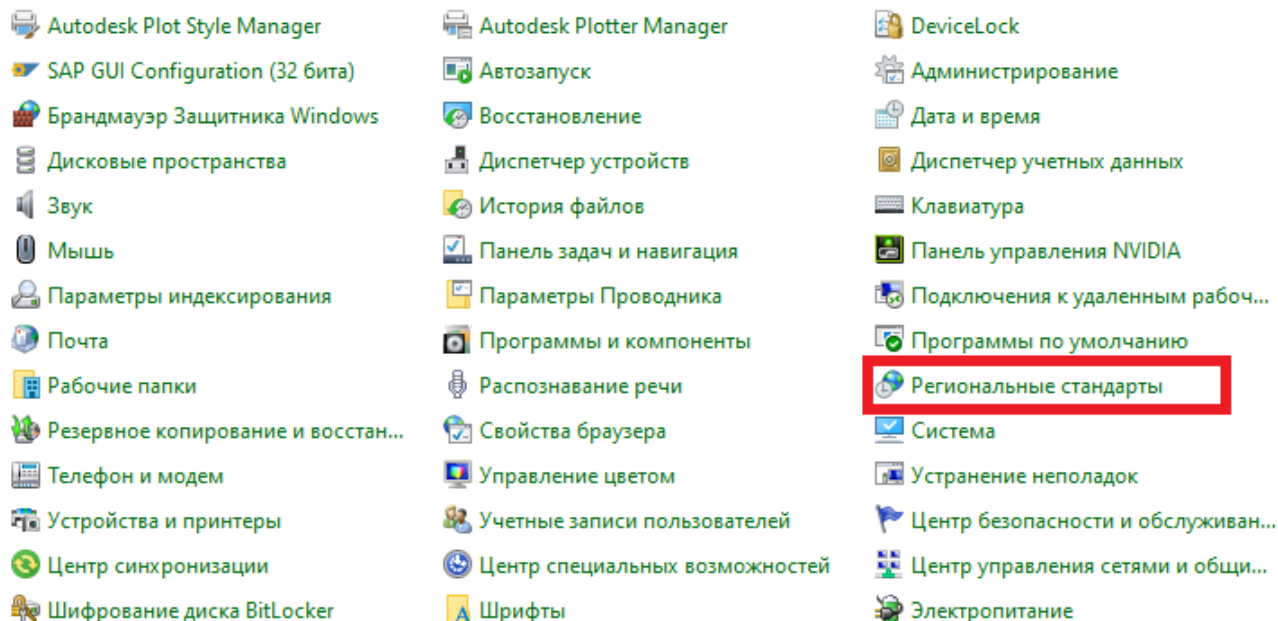 Autodesk Plot Style Manager
Autodesk Plotter Manager
DeviceLock
SAP GUI Configuration (32 бита)
Автозапуск
Администрирование
Брандмауэр Защитника Windows
Восстановление
Дата и время
Дисковые пространства
Диспетчер устройств
Диспетчер учетных данных
Звук
История файлов
Клавиатура
Мышь
Панель задач и навигация
Панель управления NVIDIA
Параметры индексирования
Параметры Проводника
Подключения к удаленным рабоч...
Почта
Программы и компоненты
Программы по умолчанию
Рабочие папки
Распознавание речи
Региональные стандарты
Резервное копирование и восстан...
Свойства браузера
Система
Телефон и модем
Управление цветом
Устранение неполадок
Устройства и принтеры
Учетные записи пользователей
Центр безопасности и обслуживан...
Центр синхронизации
Центр специальных возможностей
Центр управления сетями и общи...
Шифрование диска BitLocker
Шрифты
Электропитание